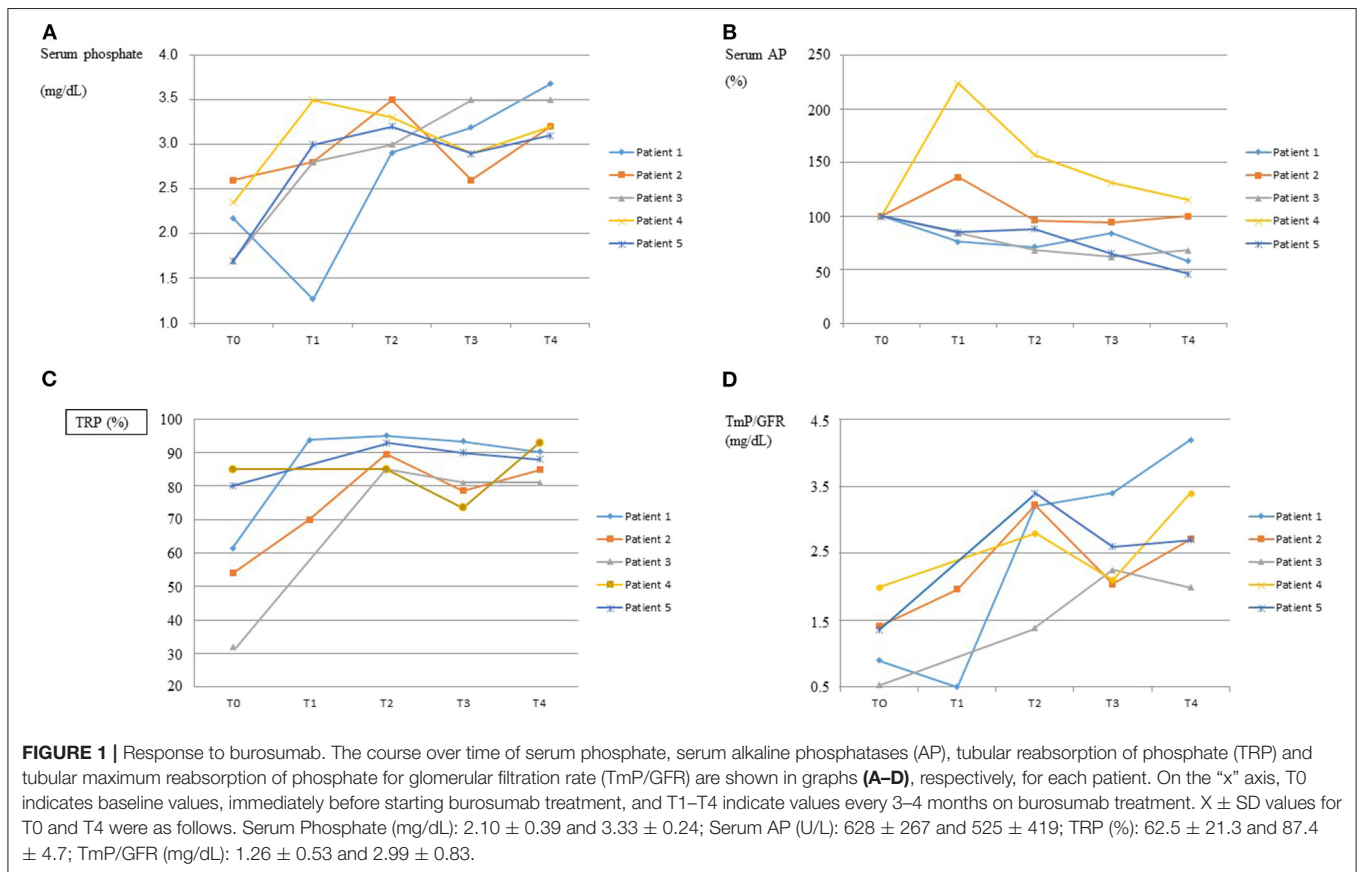 A
Serum phosphate
(mg/dL)
4.0
3.5
3.0
2.5
2.0
1.5
1.0
T0 T1 T2 T3 T4
Patient 1
Patient 2
Patient 3
Patient 4
Patient 5
B
Serum AP
(%)
250
200
150
100
50
0
T0 T1 T2 T3 T4
Patient 1
Patient 2
Patient 3
Patient 4
Patient 5
C
TRP (%)
100
90
80
70
60
50
40
30
20
T0 T1 T2 T3 T4
Patient 1
Patient 2
Patient 3
Patient 4
Patient 5
D
TmP/GFR
(mg/dL)
4.5
3.5
2.5
1.5
0.5
T0 T1 T2 T3 T4
Patient 1
Patient 2
Patient 3
Patient 4
Patient 5
FIGURE 1 | Response to burosumab. The course over time of serum phosphate, serum alkaline phosphatases (AP), tubular reabsorption of phosphate (TRP) and
tubular maximum reabsorption of phosphate for glomerular filtration rate (TmP/GFR) are shown in graphs (A–D), respectively, for each patient. On the “x” axis, T0
indicates baseline values, immediately before starting burosumab treatment, and T1–T4 indicate values every 3–4 months on burosumab treatment. X ± SD values for
T0 and T4 were as follows. Serum Phosphate (mg/dL): 2.10 ± 0.39 and 3.33 ± 0.24; Serum AP (U/L): 628 ± 267 and 525 ± 419; TRP (%): 62.5 ± 21.3 and 87.4
± 4.7; TmP/GFR (mg/dL): 1.26 ± 0.53 and 2.99 ± 0.83.